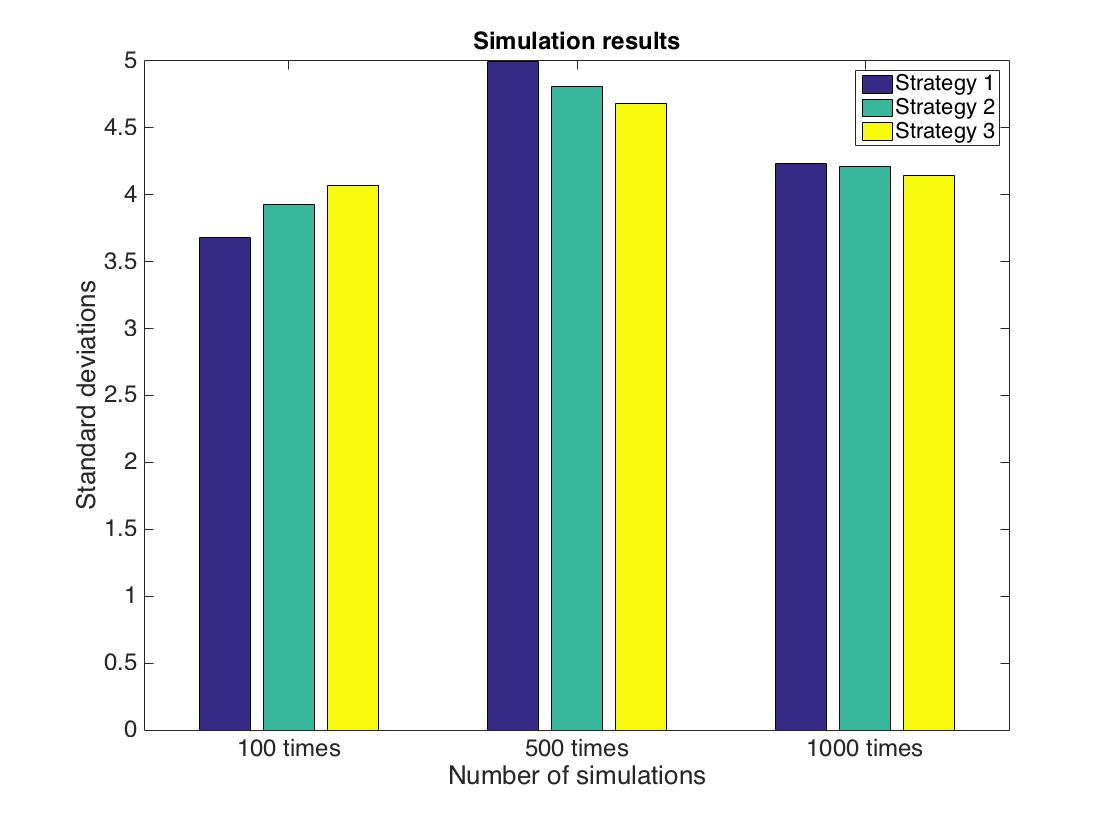 Simulation results
Strategy 1
Strategy 2
Strategy 3
5
4.5
4
3.5
3
2.5
2
1.5
1
0.5
0
Standard deviations
100 times
500 times
1000 times
Number of simulations